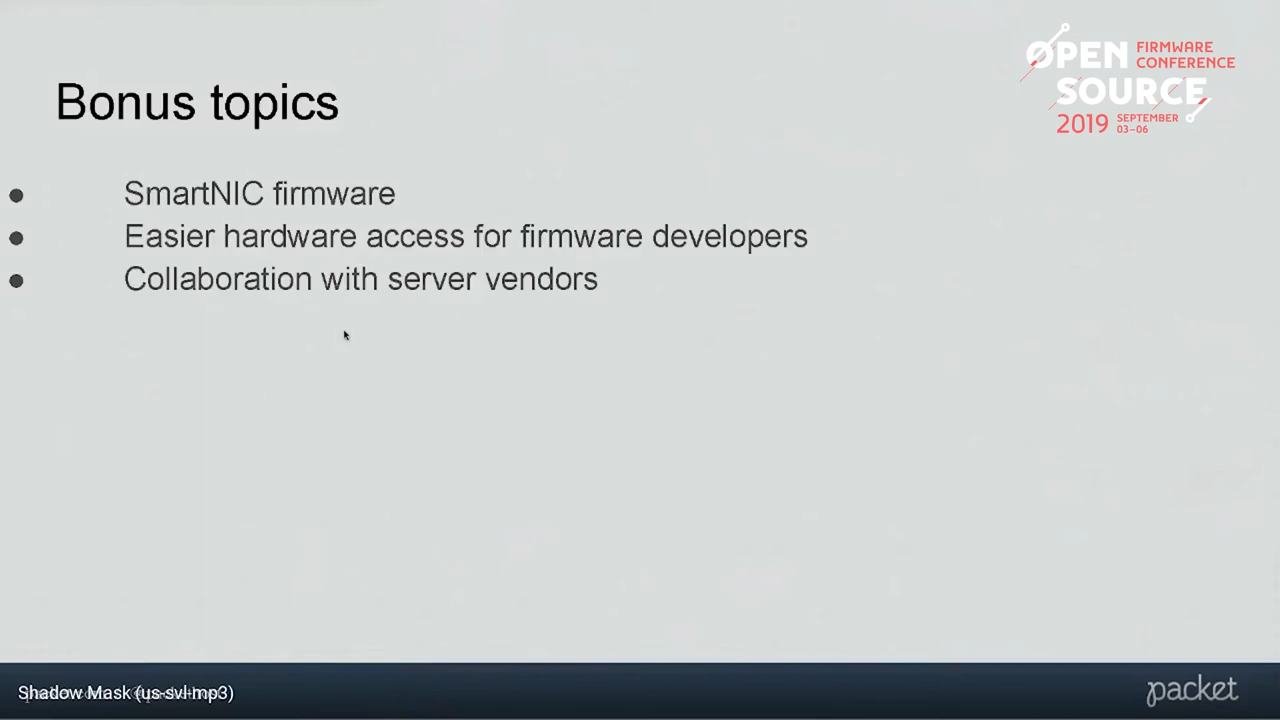 ØPEN
SOURCE
FIRMWARE
CONFERENCE
2019
SEPTEMBER
03–06
Bonus topics
● SmartNIC firmware
● Easier hardware access for firmware developers
● Collaboration with server vendors
Shadow Mask (us-svl-mp3)
packet